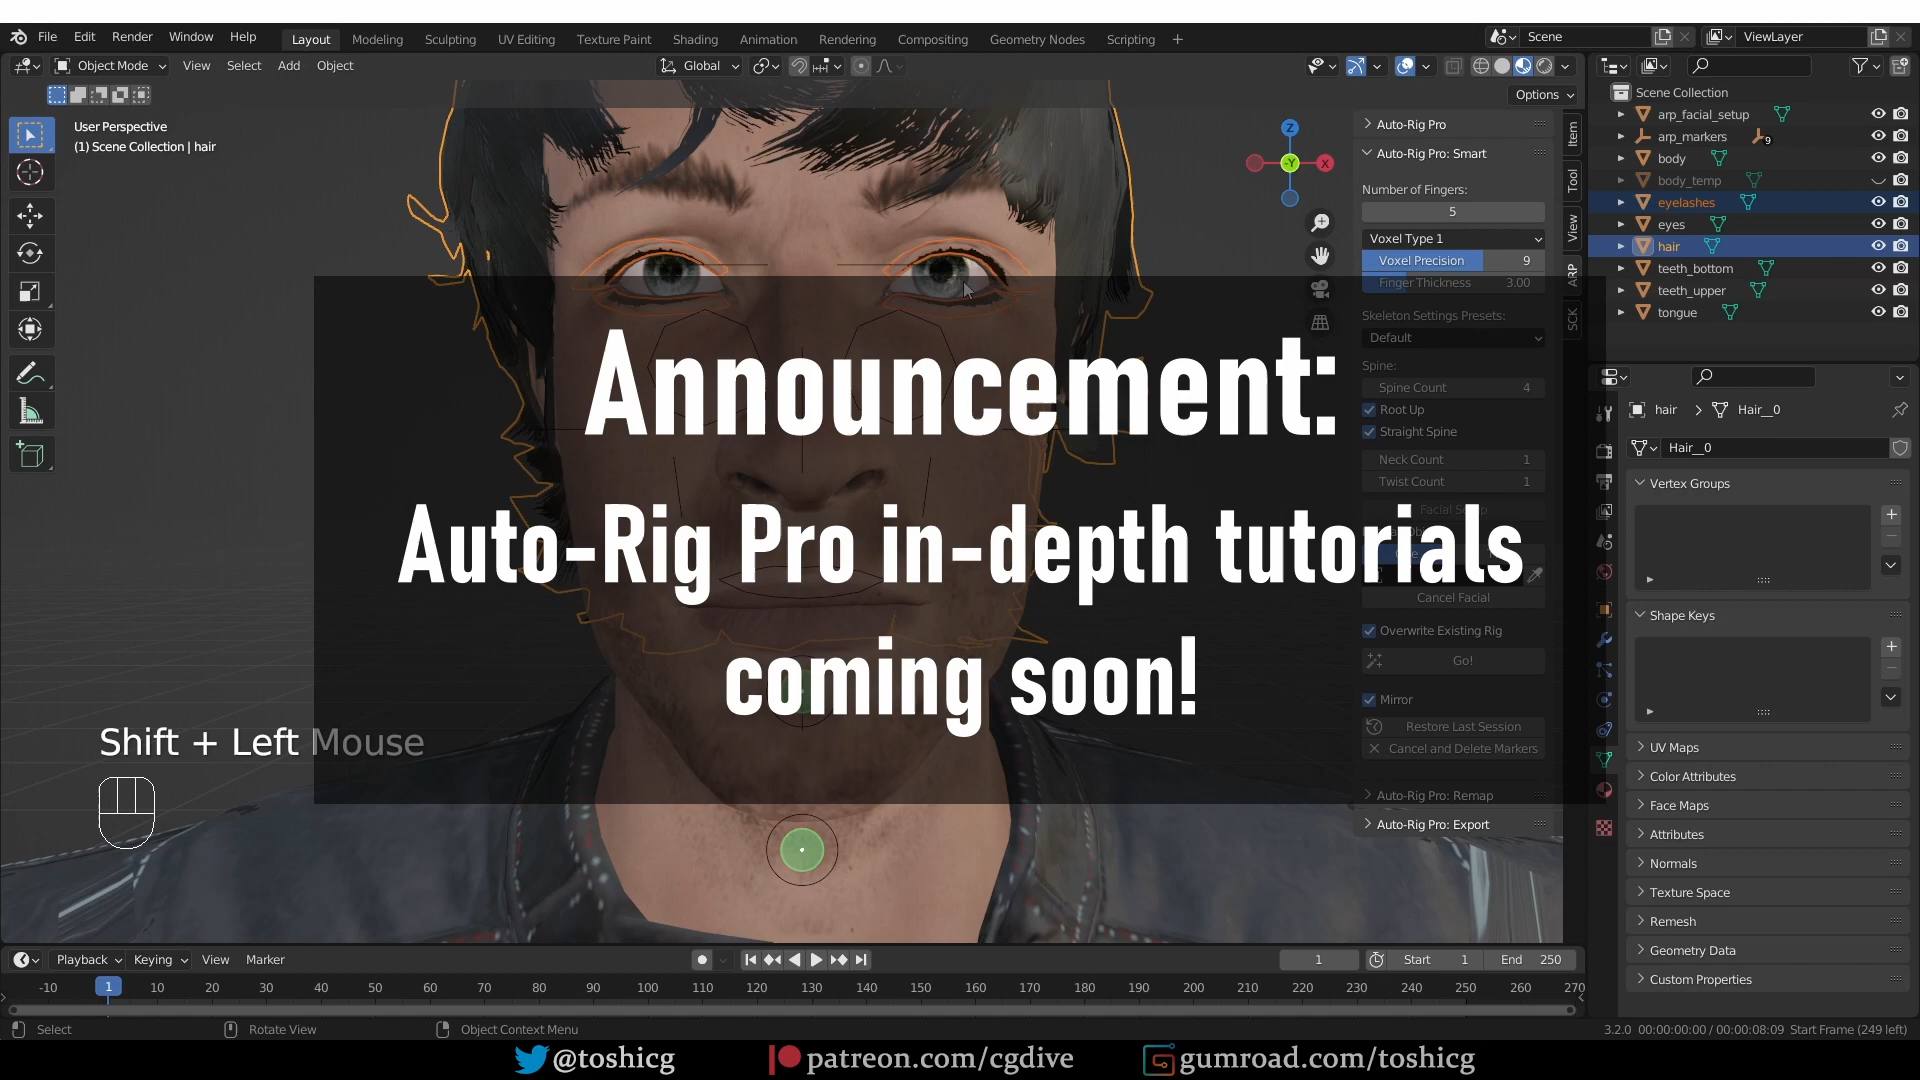 File Edit Render Window Help Layout Modeling Sculpting UV Editing Texture Paint Shading Animation Rendering Compositing Geometry Nodes Scripting + Scene ViewLayer
Object Mode View Select Add Object Global
Options
User Perspective
(1) Scene Collection | hair
Z
-Y
X
Auto-Rig Pro
Auto-Rig Pro: Smart
Number of Fingers:
5
Voxel Type 1
Voxel Precision 9
Finger Thickness 3.00
Skeleton Settings Presets:
Default
Spine:
Spine Count 4
Root Up
Straight Spine
Neck Count 1
Twist Count 1
Cancel Facial
Overwrite Existing Rig
Go!
Mirror
Restore Last Session
Cancel and Delete Markers
Auto-Rig Pro: Remap
Auto-Rig Pro: Export
Item
Tool
View
ARP
SCK
Announcement:
Auto-Rig Pro in-depth tutorials
coming soon!
Shift + Left Mouse
Scene Collection
arp_facial_setup
arp_markers 9
body
body_temp
eyelashes
eyes
hair
teeth_bottom
teeth_upper
tongue
hair Hair__0
Hair__0
Vertex Groups
Shape Keys
UV Maps
Color Attributes
Face Maps
Attributes
Normals
Texture Space
Remesh
Geometry Data
Custom Properties
Playback Keying View Marker 1 Start 1 End 250
-10 1 10 20 30 40 50 60 70 80 90 100 110 120 130 140 150 160 170 180 190 200 210 220 230 240 250 260 270
Select Rotate View Object Context Menu 3.2.0 00:00:00:00 / 00:00:08:09 Start Frame (249 left)
@toshicg patreon.com/cgdive gumroad.com/toshicg